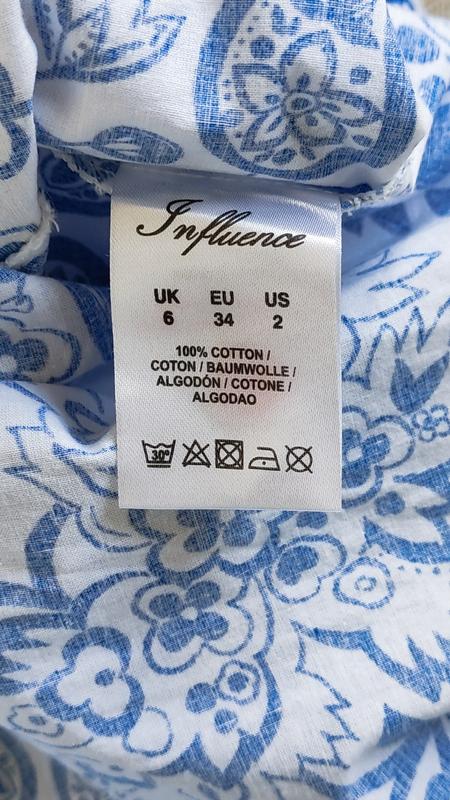 Influence
UK EU US
6 34 2
100% COTTON /
COTON / BAUMWOLLE /
ALGODÓN / COTONE /
ALGODAO
30°